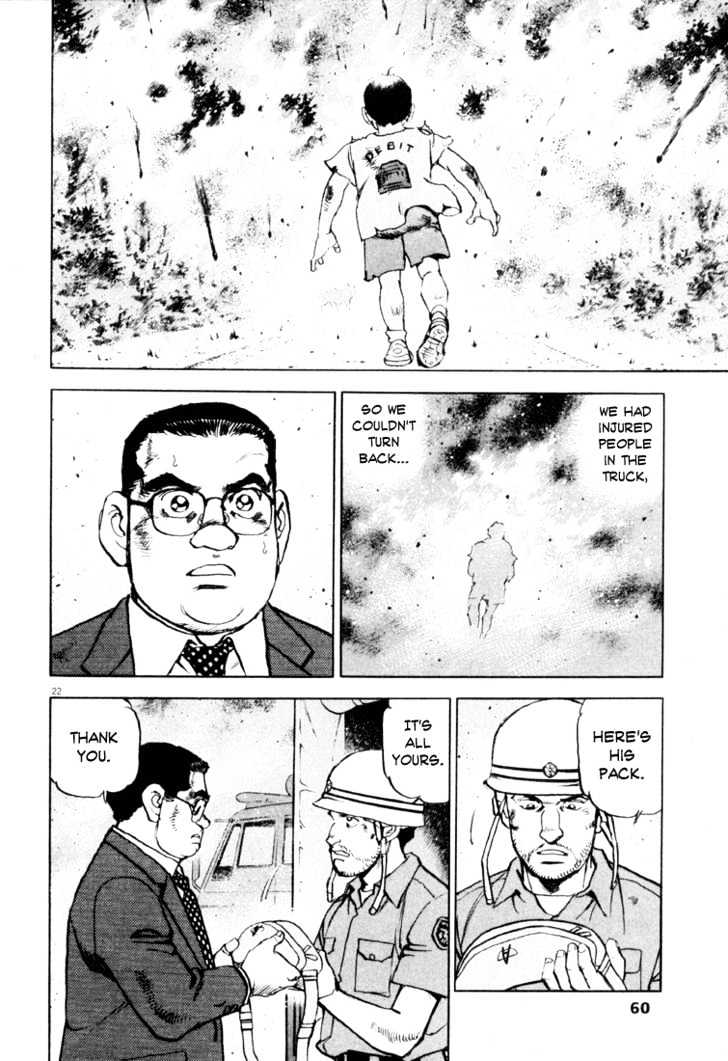 DEBIT
WE HAD
INJURED
PEOPLE
IN THE
TRUCK,
SO WE
COULDN'T
TURN
BACK...
22
HERE'S
HIS
PACK.
IT'S
ALL
YOURS.
THANK
YOU.
60